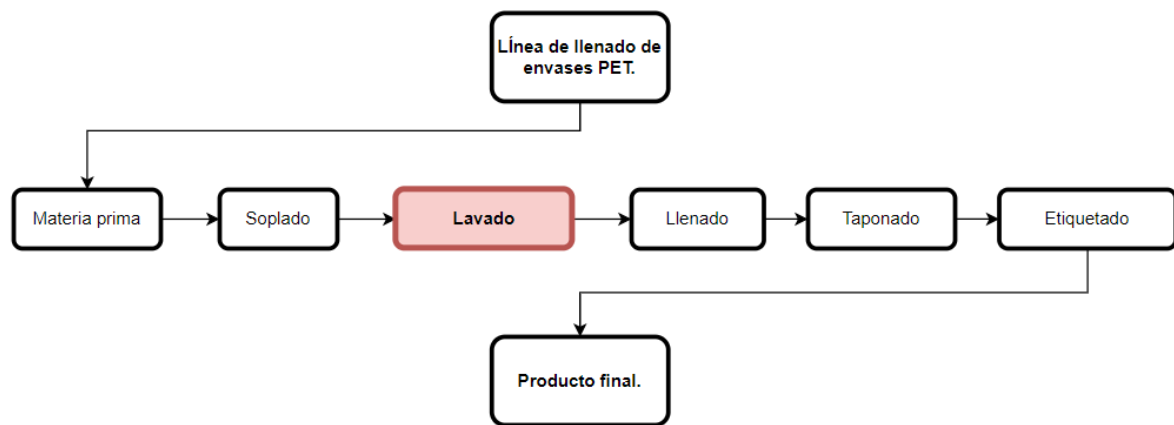 LÍnea de llenado de
envases PET.
Materia prima
Soplado
Lavado
Llenado
Taponado
Etiquetado
Producto final.